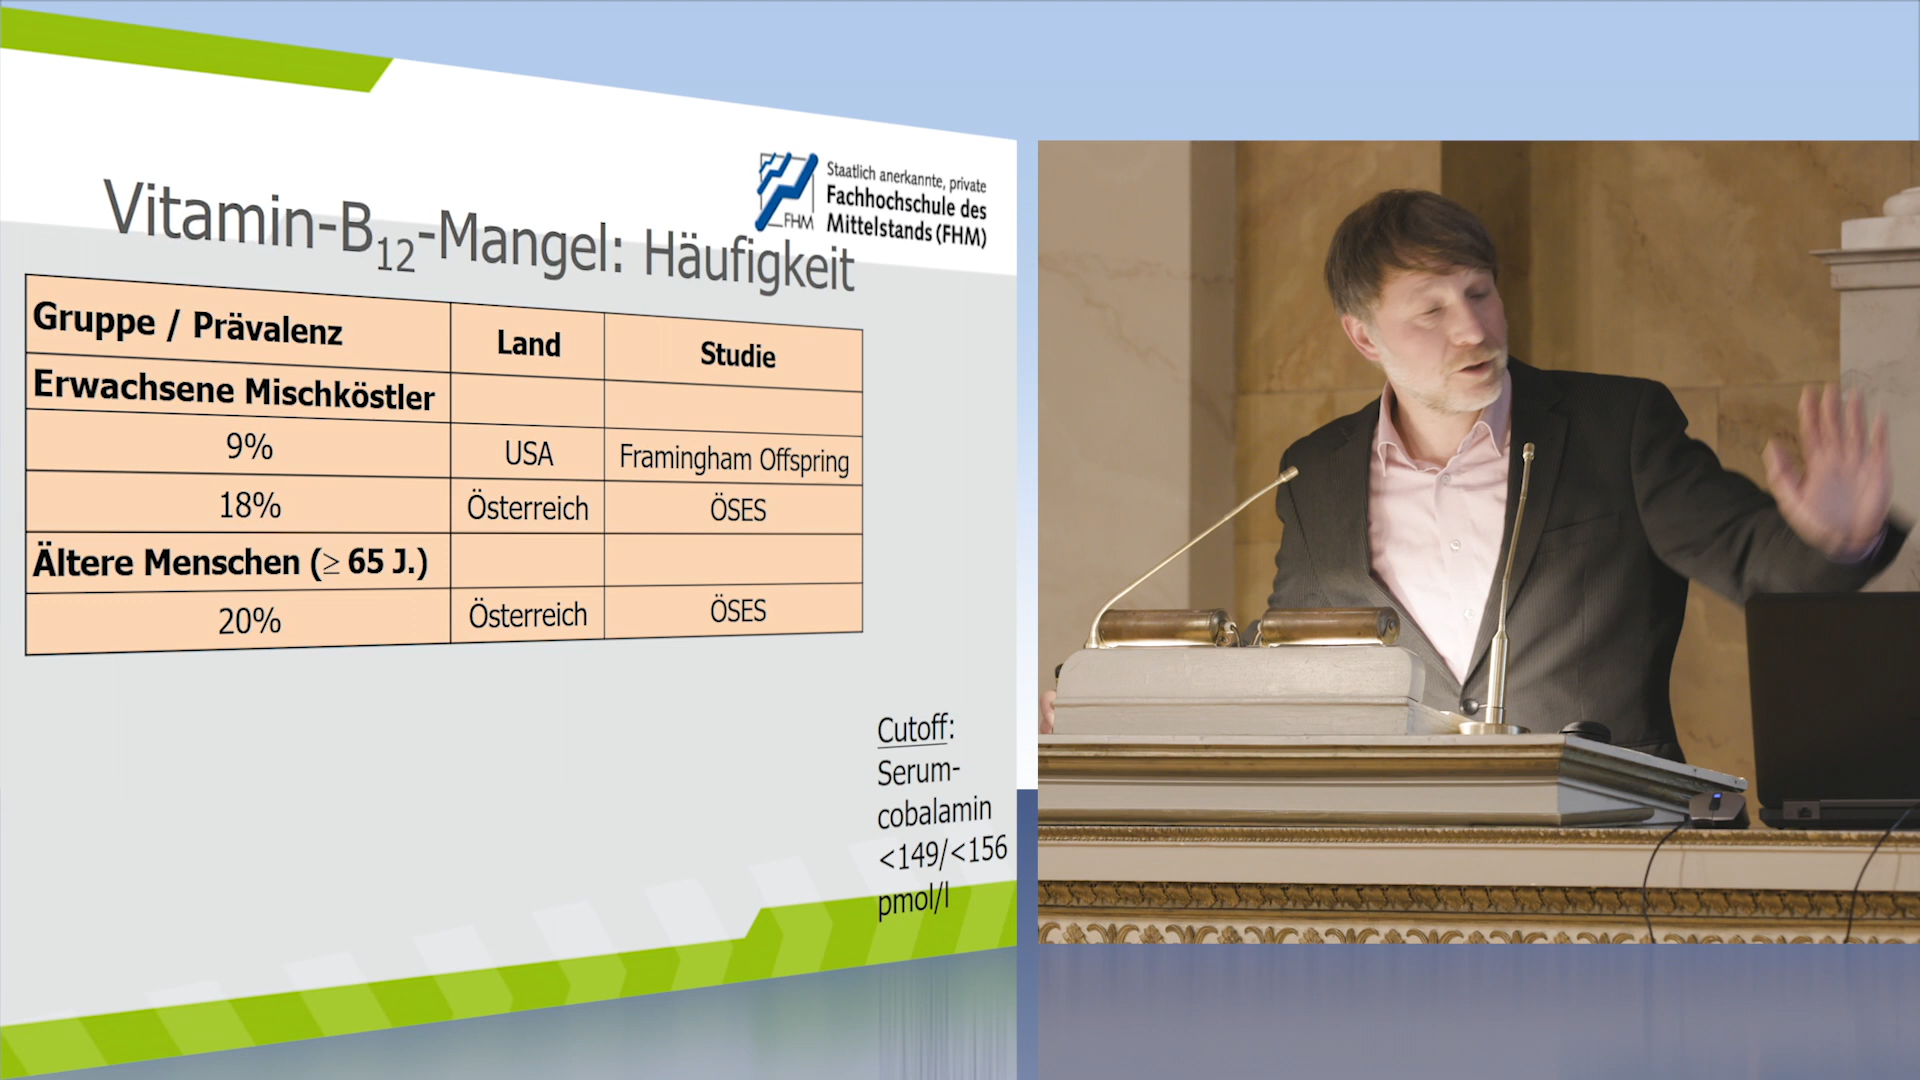 Staatlich anerkannte, private
Fachhochschule des
Mittelstands (FHM)
FHM
Vitamin-B12-Mangel: Häufigkeit
Gruppe / Prävalenz Land Studie
Erwachsene Mischköstler
9% USA Framingham Offspring
18% Österreich ÖSES
Ältere Menschen (≥ 65 J.)
20% Österreich ÖSES
Cutoff:
Serum-
cobalamin
<149/<156
pmol/l